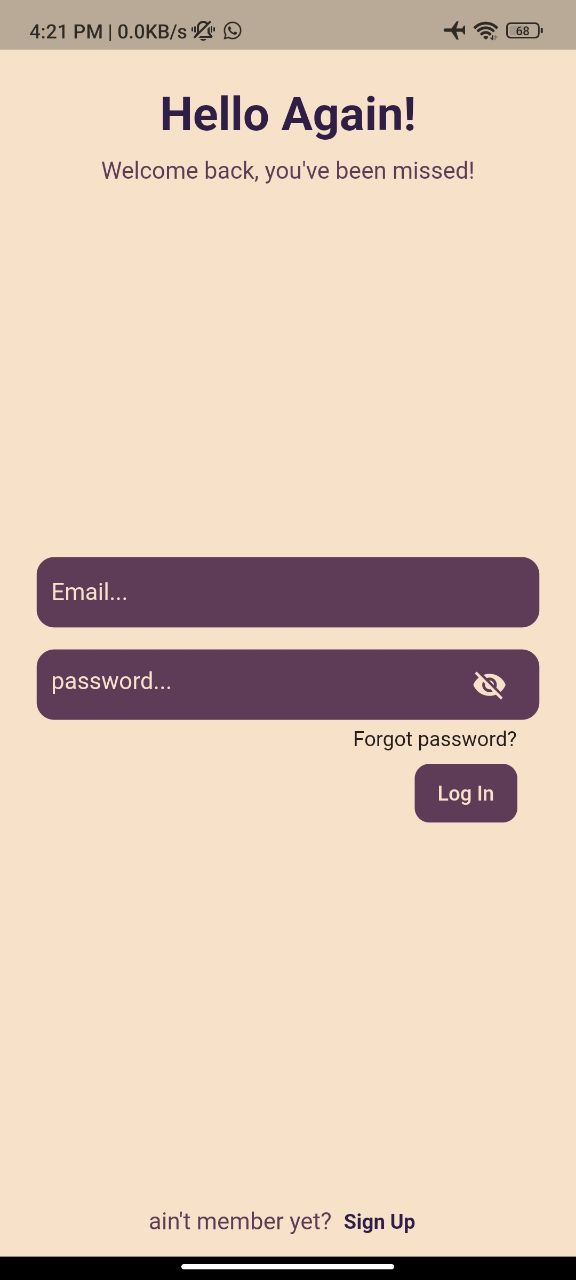 4:21 PM | 0.0KB/s 68
Hello Again!
Welcome back, you've been missed!
Email...
password...
Forgot password?
Log In
ain't member yet? Sign Up